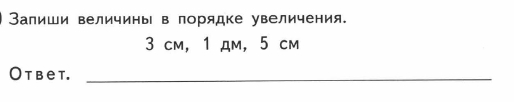 Запиши величины в порядке увеличения.
3 см, 1 дм, 5 см
Ответ.